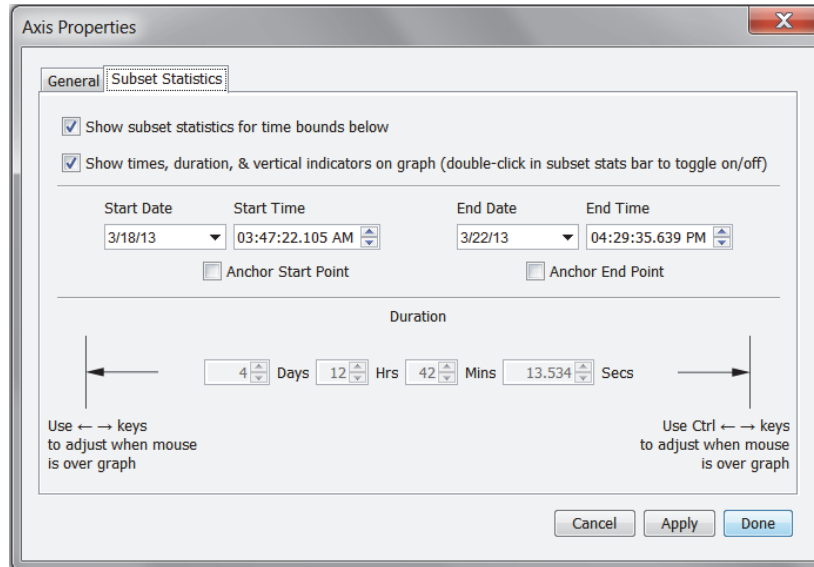 Axis Properties
General Subset Statistics
Show subset statistics for time bounds below
Show times, duration, & vertical indicators on graph (double-click in subset stats bar to toggle on/off)
Start Date Start Time End Date End Time
3/18/13 03:47:22.105 AM 3/22/13 04:29:35.639 PM
Anchor Start Point Anchor End Point
Duration
4 Days 12 Hrs 42 Mins 13.534 Secs
Use ← → keys
to adjust when mouse
is over graph
Use Ctrl ← → keys
to adjust when mouse
is over graph
Cancel Apply Done